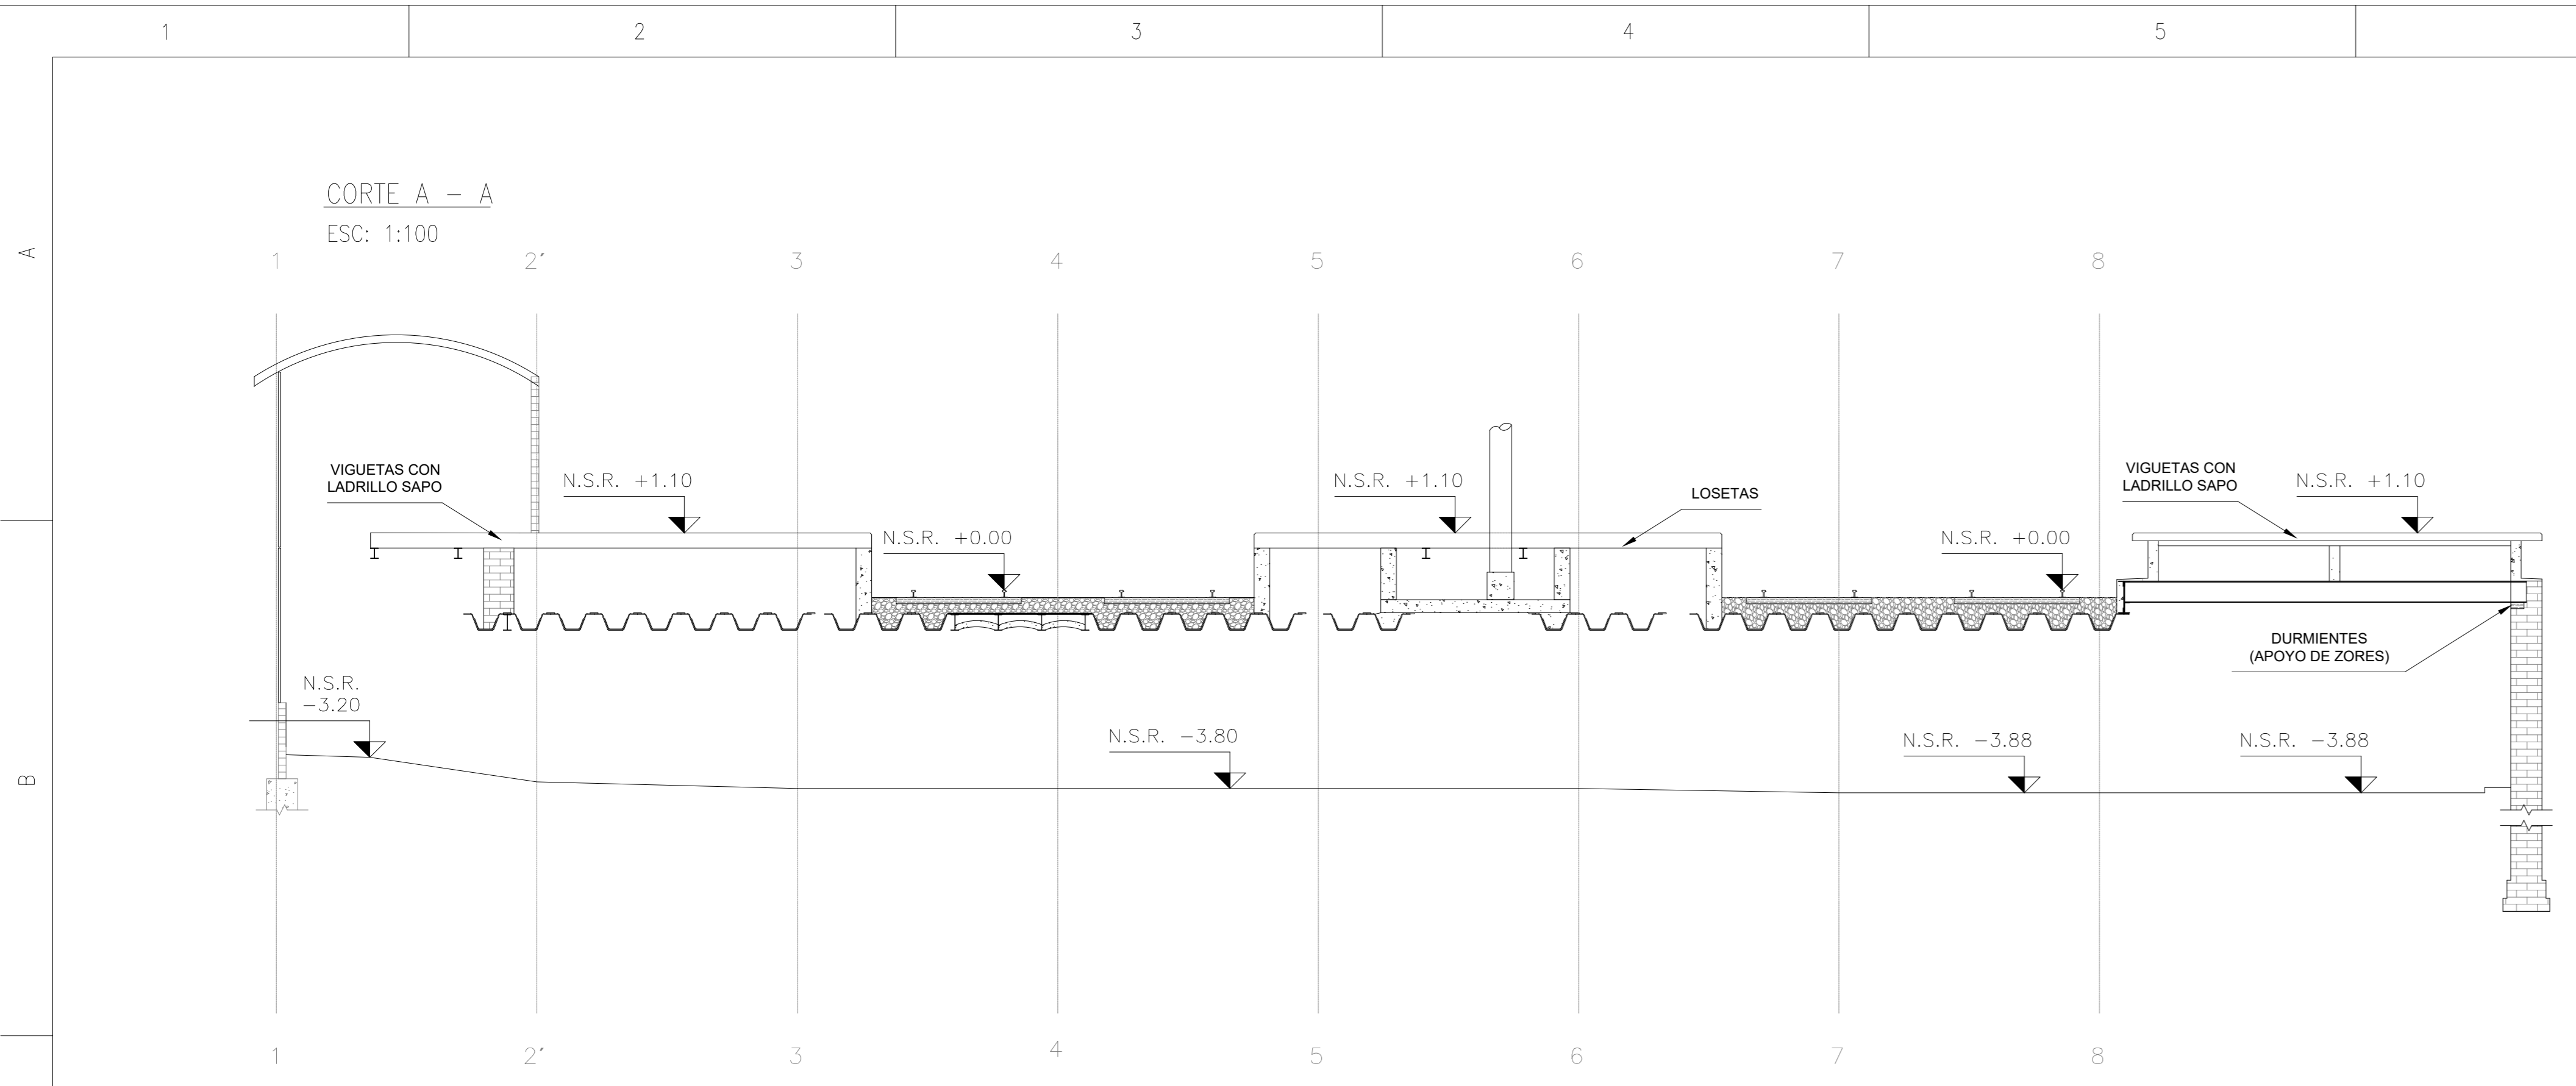 1 2 3 4 5
A
B
CORTE A – A
ESC: 1:100
1 2´ 3 4 5 6 7 8
VIGUETAS CON
LADRILLO SAPO
N.S.R. +1.10
N.S.R. +0.00
N.S.R. +1.10
LOSETAS
N.S.R. +0.00
VIGUETAS CON
LADRILLO SAPO
N.S.R. +1.10
DURMIENTES
(APOYO DE ZORES)
N.S.R.
−3.20
N.S.R. −3.80
N.S.R. −3.88
N.S.R. −3.88
1 2´ 3 4 5 6 7 8